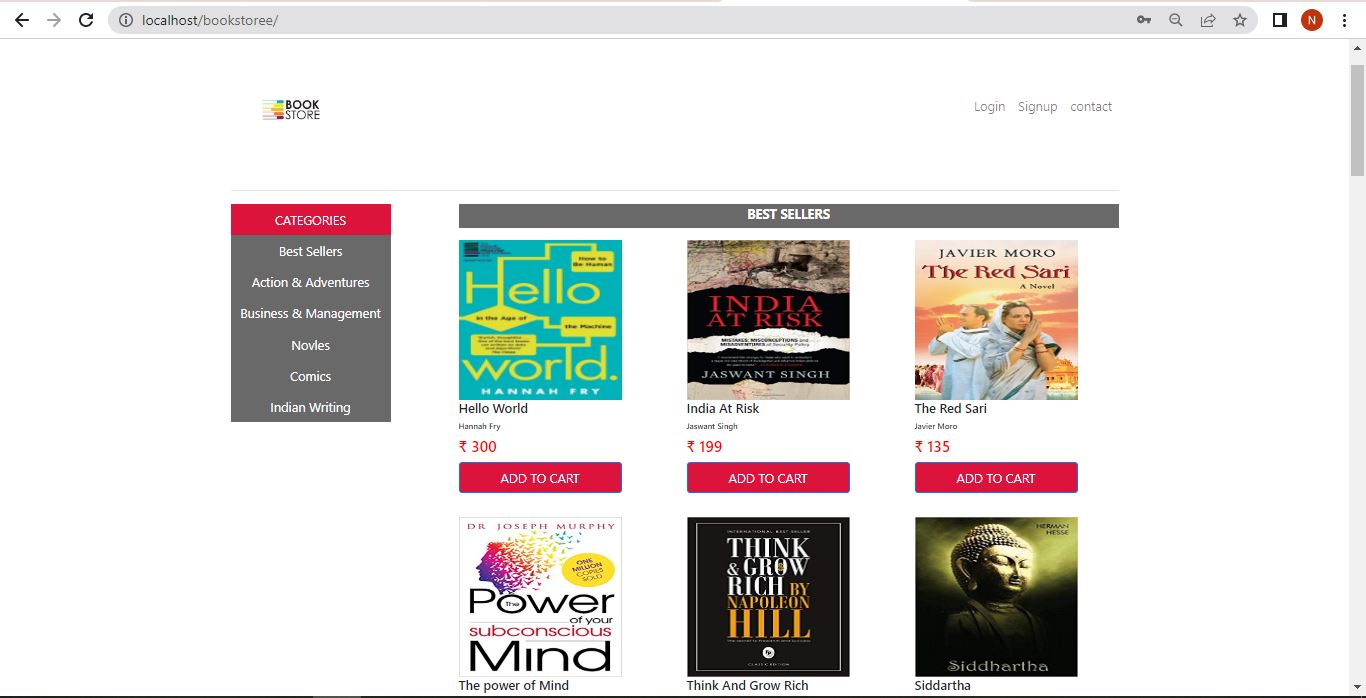 localhost/bookstoree/
N
BOOK
STORE
Login Signup contact
CATEGORIES
Best Sellers
Action & Adventures
Business & Management
Novles
Comics
Indian Writing
BEST SELLERS
How to
Be Human
Hello
in the Age of
the Machine
world.
HANNAH FRY
Hello World
Hannah Fry
₹ 300
ADD TO CART
INDIA
AT RISK
MISTAKES, MISCONCEPTIONS and
MISADVENTURES of Security Policy
JASWANT SINGH
India At Risk
Jaswant Singh
₹ 199
ADD TO CART
JAVIER MORO
The Red Sari
A Novel
The Red Sari
Javier Moro
₹ 135
ADD TO CART
DR JOSEPH MURPHY
ONE
MILLION
COPIES
SOLD
The Power
of your
subconscious
Mind
The power of Mind
INTERNATIONAL BEST SELLER
THINK
& GROW
RICH BY
NAPOLEON
HILL
CLASSIC EDITION
Think And Grow Rich
HERMAN
HESSE
Siddhartha
Siddartha